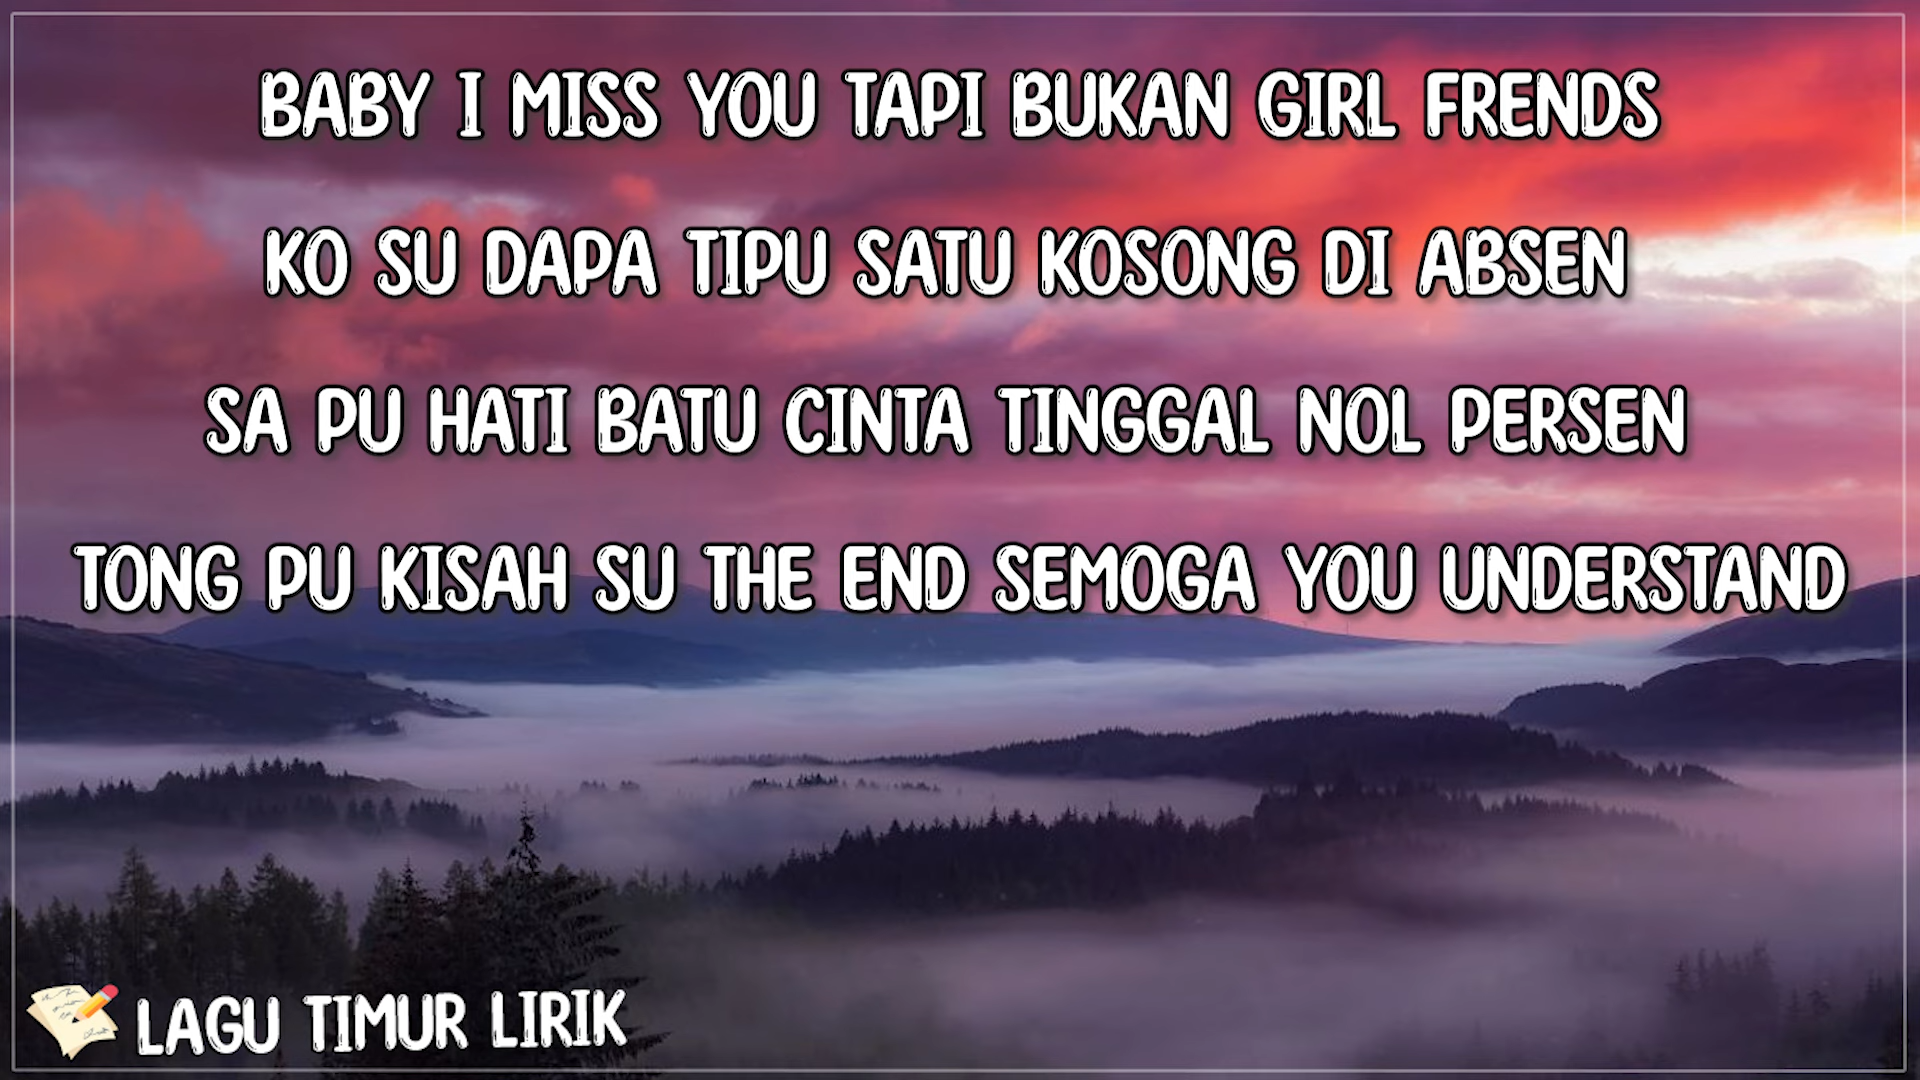 BABY I MISS YOU TAPI BUKAN GIRL FRENDS
KO SU DAPA TIPU SATU KOSONG DI ABSEN
SA PU HATI BATU CINTA TINGGAL NOL PERSEN
TONG PU KISAH SU THE END SEMOGA YOU UNDERSTAND
LAGU TIMUR LIRIK